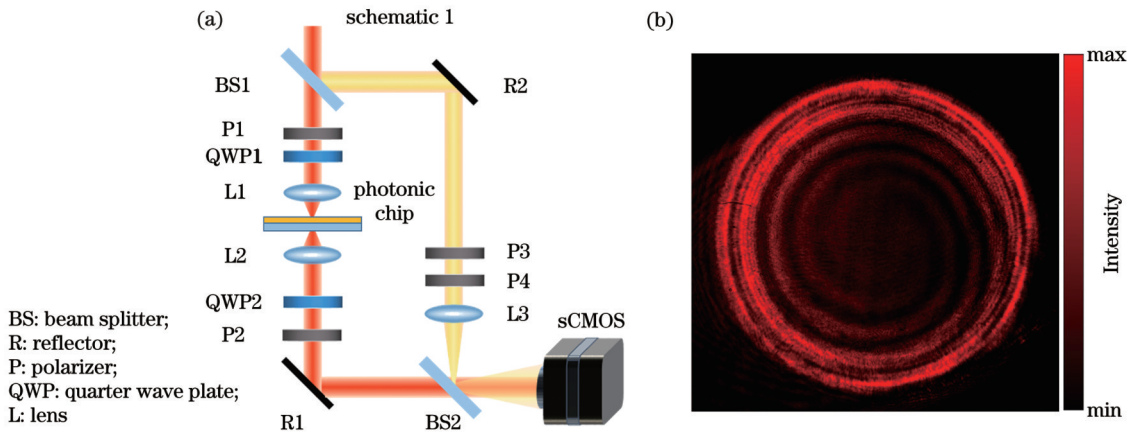 (a)
schematic 1
BS1
R2
P1
QWP1
L1
photonic
chip
L2
P3
P4
QWP2
L3
P2
sCMOS
R1
BS2
BS: beam splitter;
R: reflector;
P: polarizer;
QWP: quarter wave plate;
L: lens
(b)
max
Intensity
min